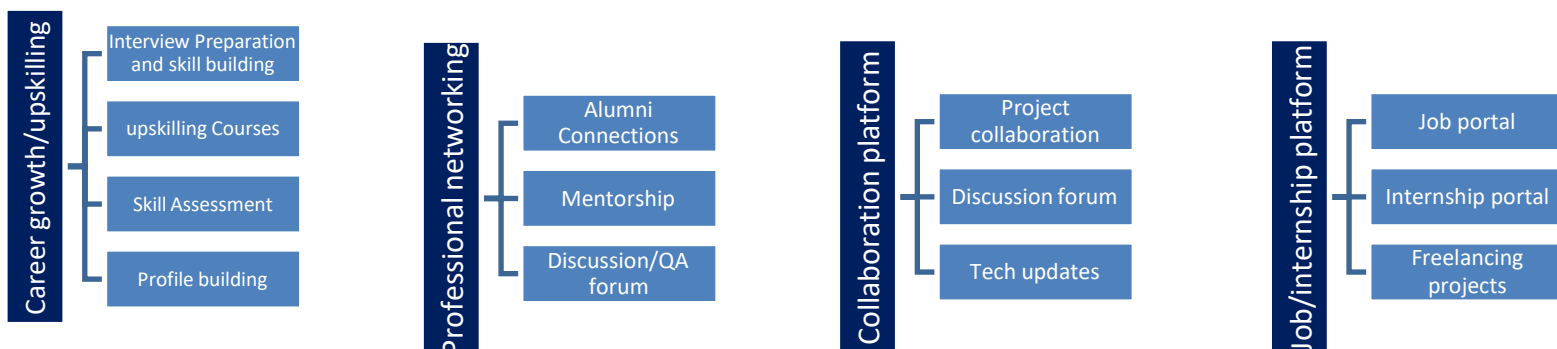 Career growth/upskilling
Interview Preparation
and skill building
upskilling Courses
Skill Assessment
Profile building
Professional networking
Alumni
Connections
Mentorship
Discussion/QA
forum
Collaboration platform
Project
collaboration
Discussion forum
Tech updates
Job/internship platform
Job portal
Internship portal
Freelancing
projects